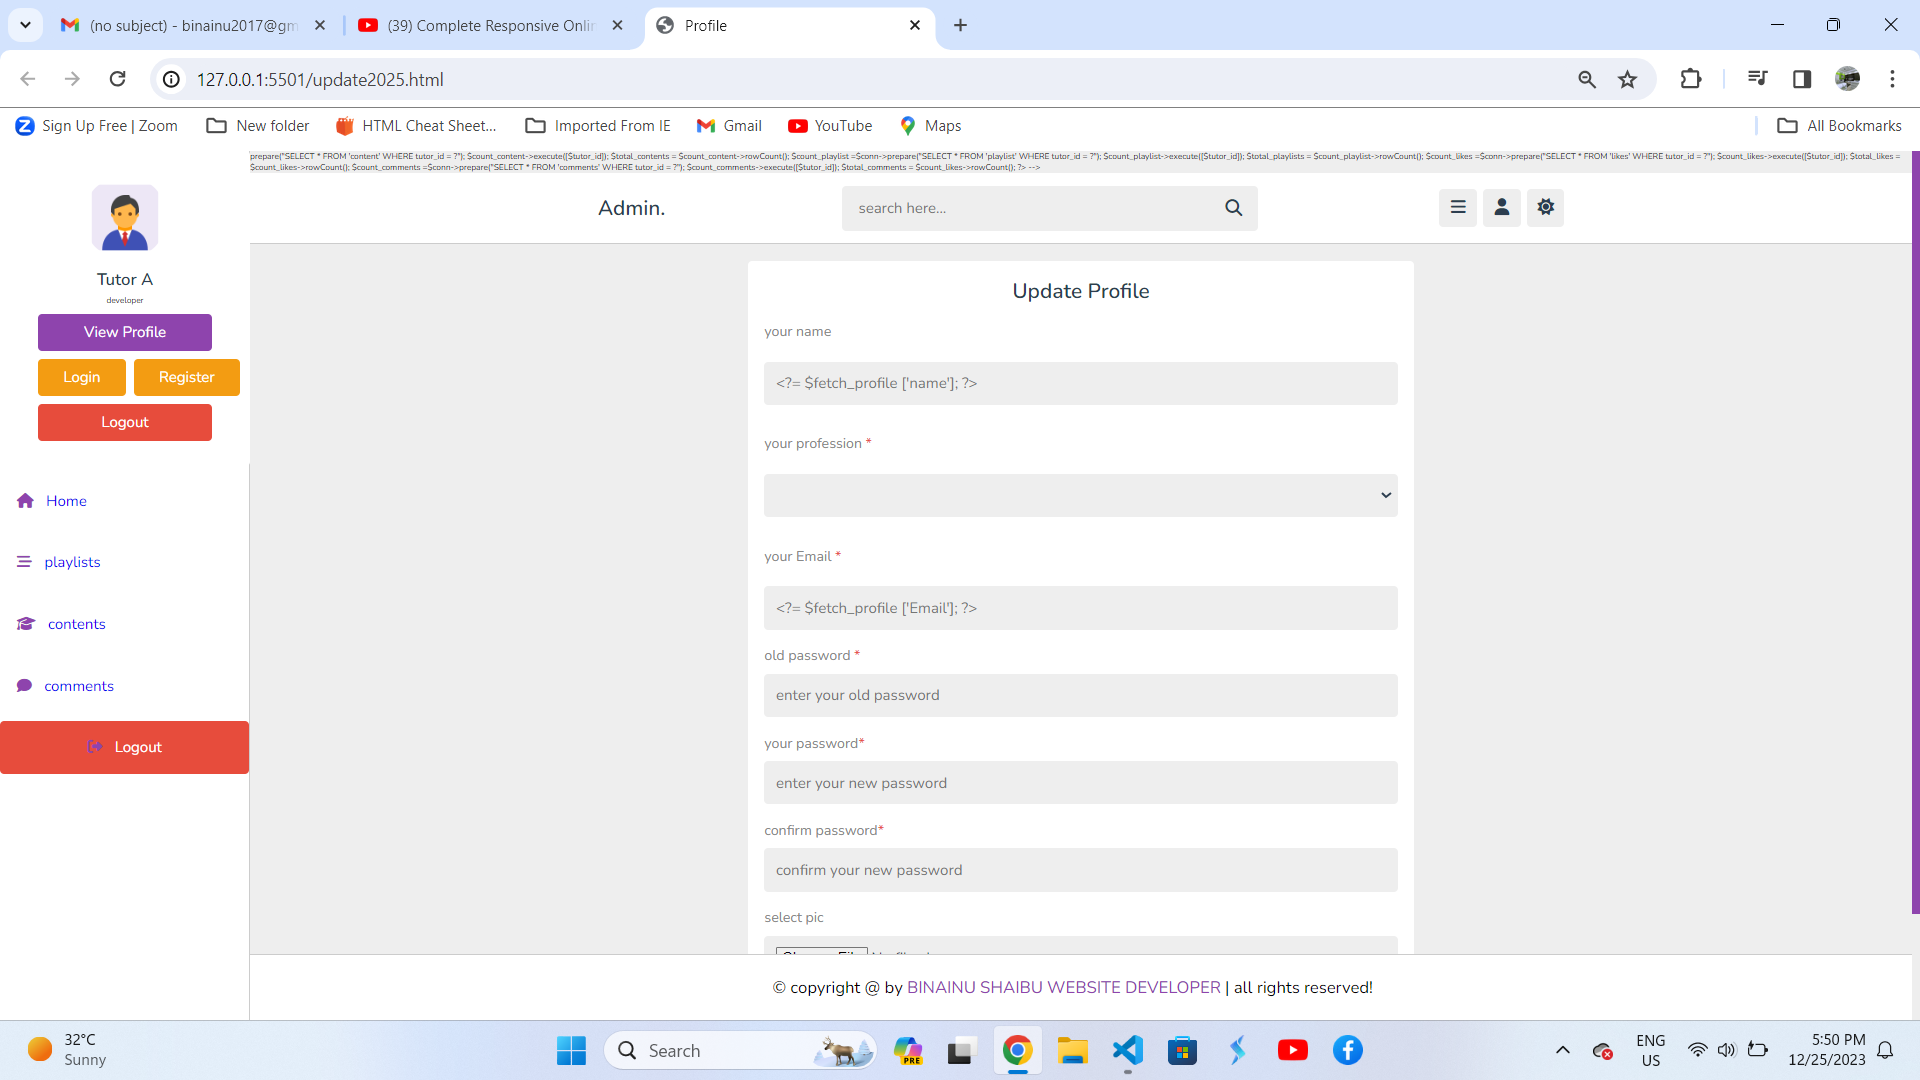 (no subject) - binainu2017@gm
(39) Complete Responsive Onlin
Profile
127.0.0.1:5501/update2025.html
Sign Up Free | Zoom
New folder
HTML Cheat Sheet...
Imported From IE
Gmail
YouTube
Maps
All Bookmarks
prepare("SELECT * FROM 'content' WHERE tutor_id = ?"); $count_content->execute([$tutor_id]); $total_contents = $count_content->rowCount(); $count_playlist =$conn->prepare("SELECT * FROM 'playlist' WHERE tutor_id = ?"); $count_playlist->execute([$tutor_id]); $total_playlists = $count_playlist->rowCount(); $count_likes =$conn->prepare("SELECT * FROM 'likes' WHERE tutor_id = ?"); $count_likes->execute([$tutor_id]); $total_likes =
$count_likes->rowCount(); $count_comments =$conn->prepare("SELECT * FROM 'comments' WHERE tutor_id = ?"); $count_comments->execute([$tutor_id]); $total_comments = $count_likes->rowCount(); ?> -->
Admin.
search here...
Tutor A
developer
View Profile
Login
Register
Logout
Home
playlists
contents
comments
Logout
Update Profile
your name
<?= $fetch_profile ['name']; ?>
your profession *
your Email *
<?= $fetch_profile ['Email']; ?>
old password *
enter your old password
your password*
enter your new password
confirm password*
confirm your new password
select pic
© copyright @ by BINAINU SHAIBU WEBSITE DEVELOPER | all rights reserved!
32°C
Sunny
Search
PRE
ENG
US
5:50 PM
12/25/2023